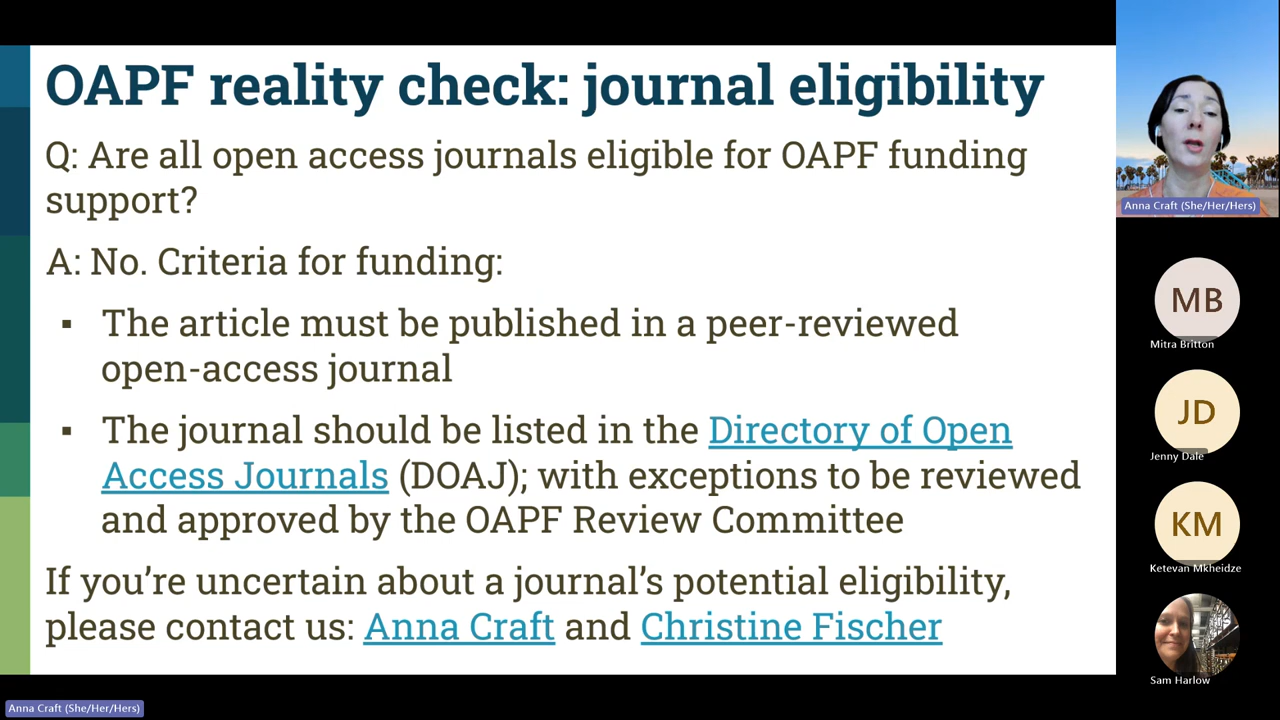 OAPF reality check: journal eligibility
Q: Are all open access journals eligible for OAPF funding
support?
A: No. Criteria for funding:
▪ The article must be published in a peer-reviewed
open-access journal
▪ The journal should be listed in the Directory of Open
Access Journals (DOAJ); with exceptions to be reviewed
and approved by the OAPF Review Committee
If you’re uncertain about a journal’s potential eligibility,
please contact us: Anna Craft and Christine Fischer
Anna Craft (She/Her/Hers)
MB
Mitra Britton
JD
Jenny Dale
KM
Ketevan Mkheidze
Sam Harlow
Anna Craft (She/Her/Hers)